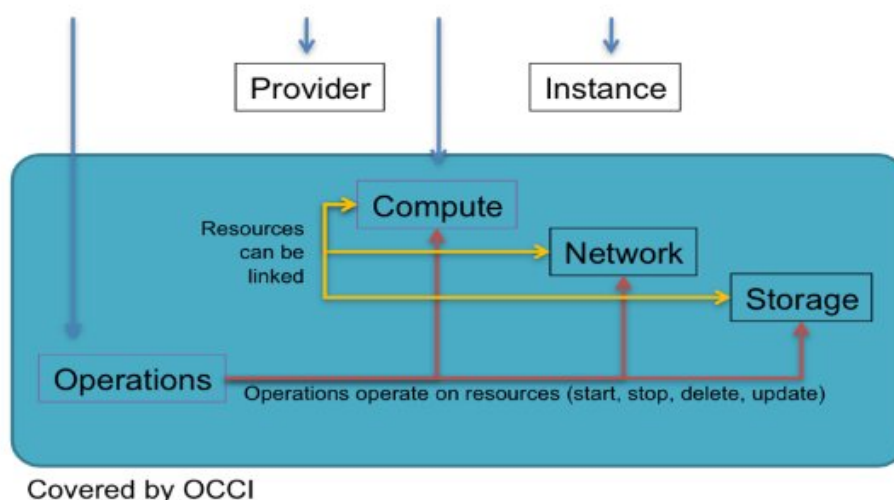 Provider
Instance
Compute
Resources
can be
linked
Network
Storage
Operations
Operations operate on resources (start, stop, delete, update)
Covered by OCCI